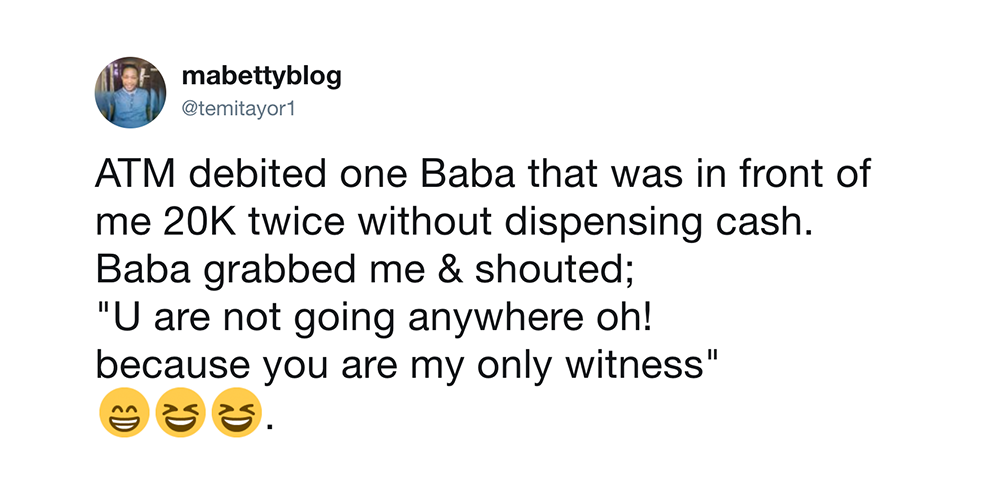 mabettyblog
@temitayor1
ATM debited one Baba that was in front of
me 20K twice without dispensing cash.
Baba grabbed me & shouted;
"U are not going anywhere oh!
because you are my only witness"
😁😆😆.